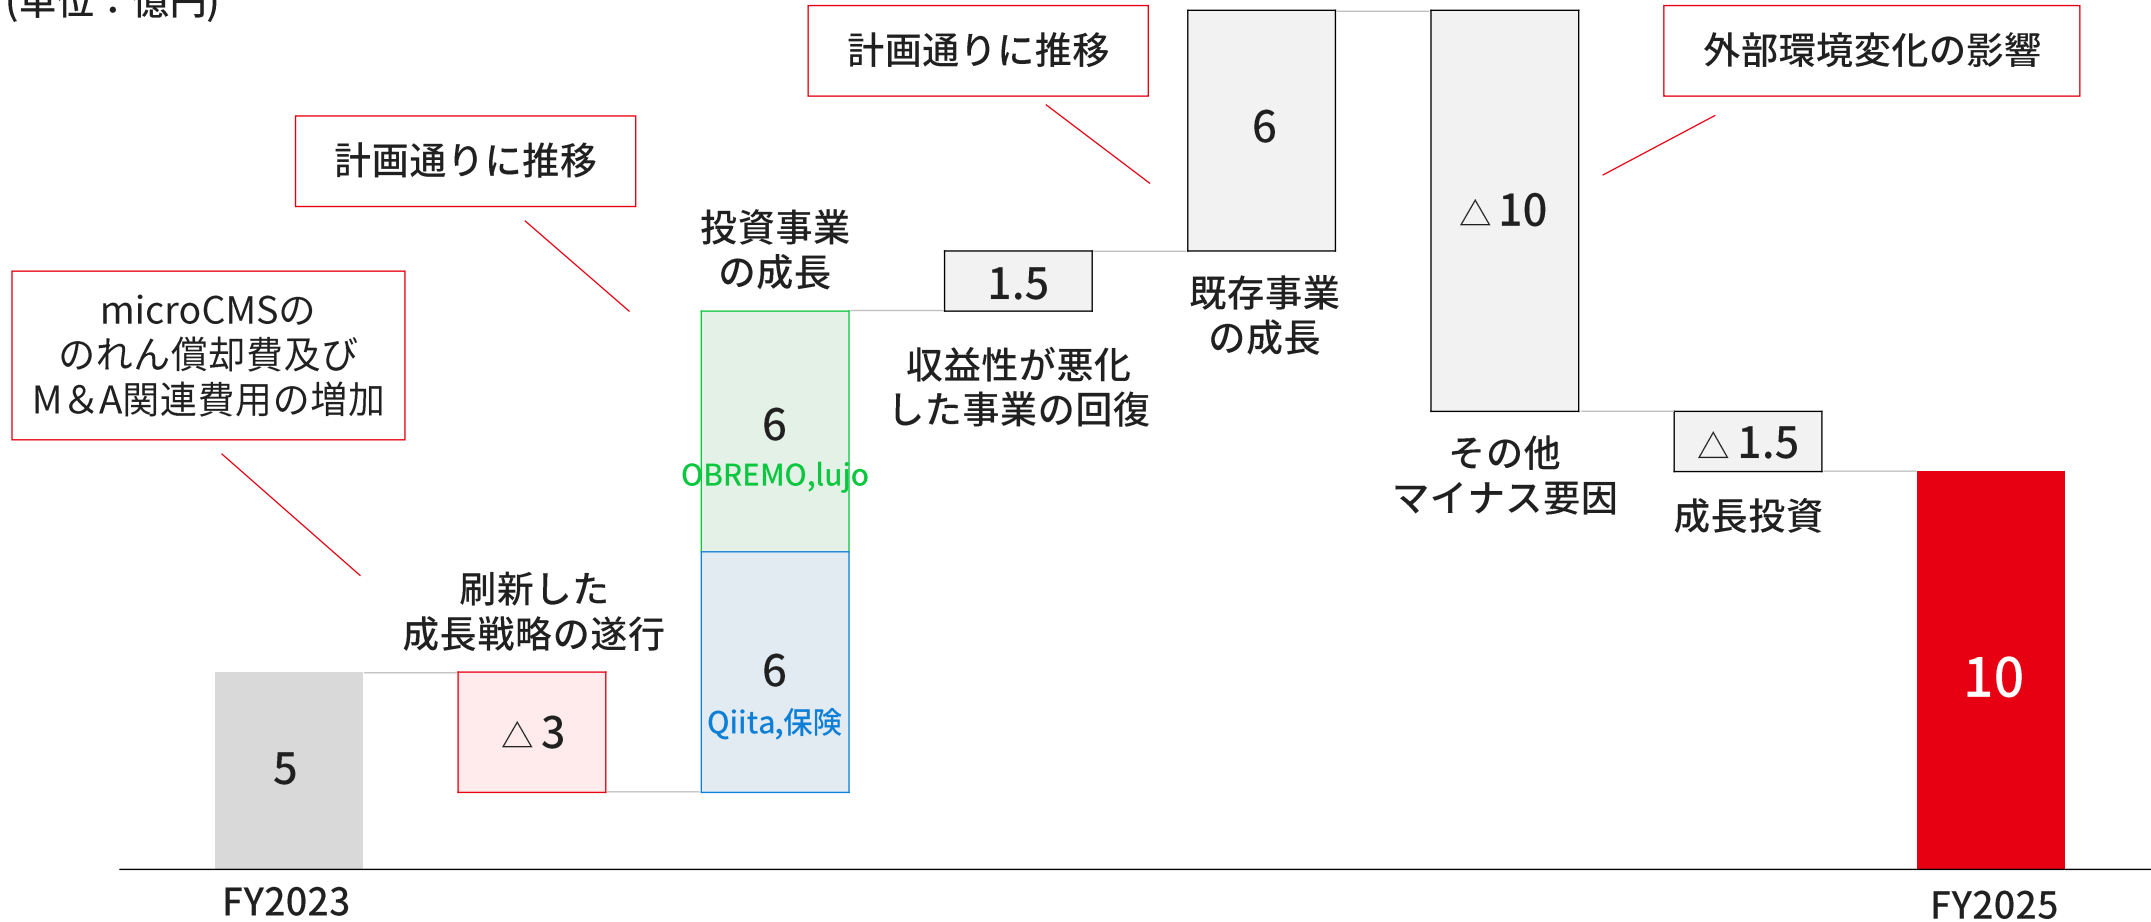 (単位：億円)
計画通りに推移
外部環境変化の影響
6
計画通りに推移
△ 10
投資事業
の成長
1.5
既存事業
の成長
microCMSの
のれん償却費及び
M＆A関連費用の増加
収益性が悪化
した事業の回復
6
OBREMO,lujo
その他
マイナス要因
△ 1.5
成長投資
刷新した
成長戦略の遂行
6
Qiita,保険
10
△ 3
5
FY2023
FY2025